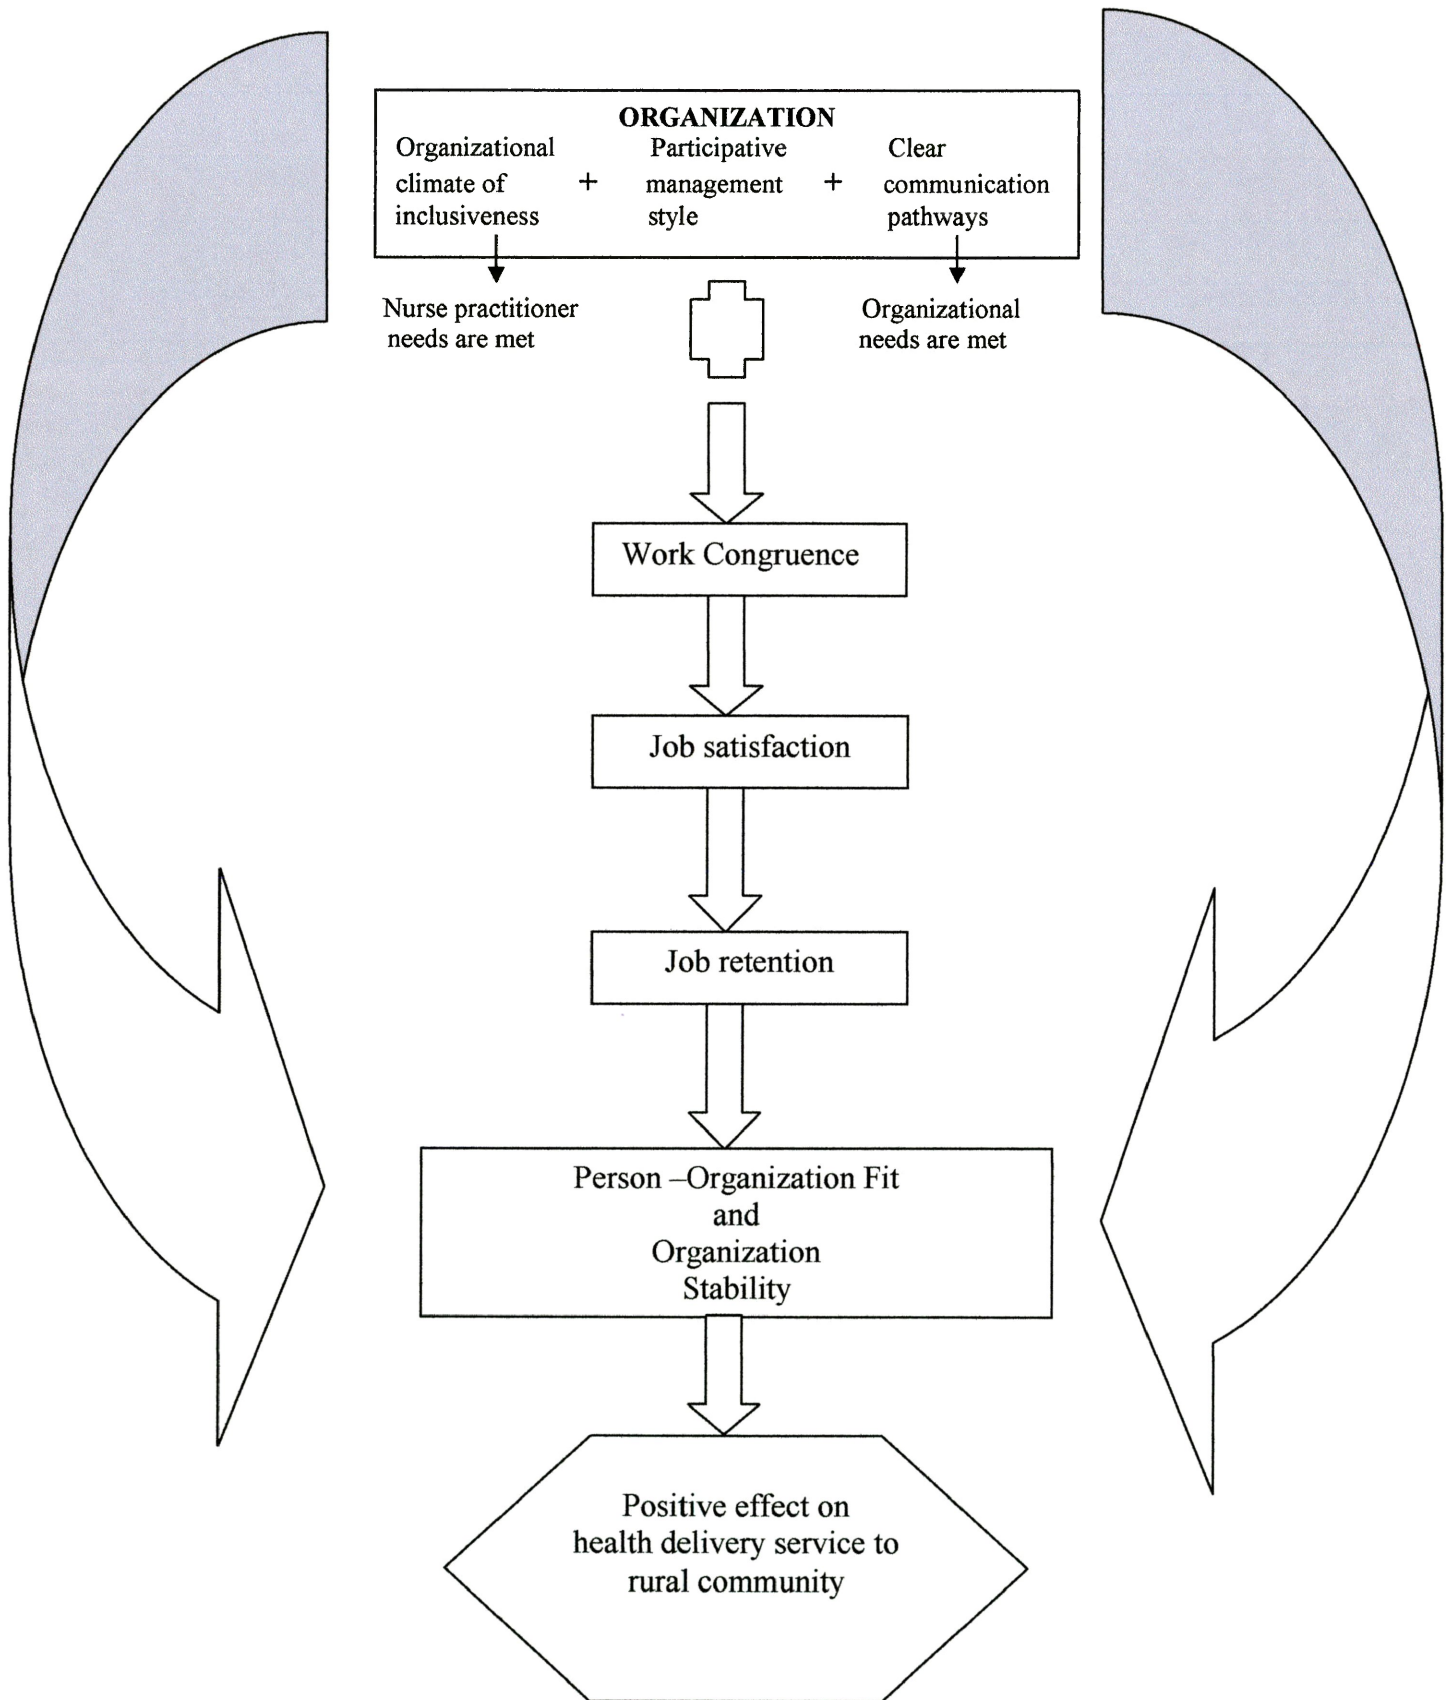 ORGANIZATION
Organizational Participative Clear
climate of + management + communication
inclusiveness style pathways
Nurse practitioner Organizational
needs are met needs are met
Work Congruence
Job satisfaction
Job retention
Person –Organization Fit
and
Organization
Stability
Positive effect on
health delivery service to
rural community